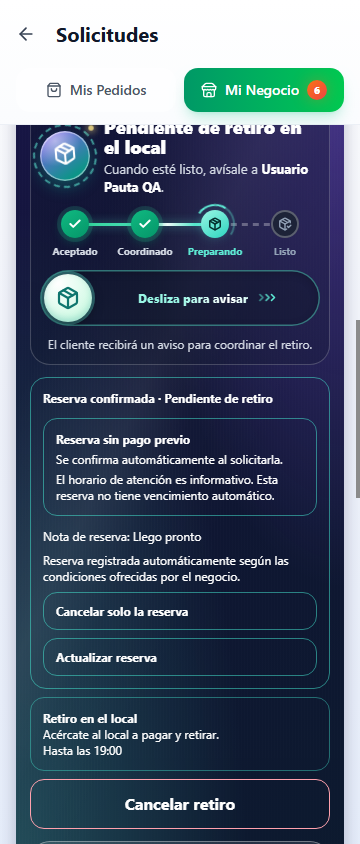 Solicitudes
Mis Pedidos
Mi Negocio
6
Pendiente de retiro en
el local
Cuando esté listo, avísale a Usuario
Pauta QA.
Aceptado
Coordinado
Preparando
Listo
Desliza para avisar
El cliente recibirá un aviso para coordinar el retiro.
Reserva confirmada · Pendiente de retiro
Reserva sin pago previo
Se confirma automáticamente al solicitarla.
El horario de atención es informativo. Esta
reserva no tiene vencimiento automático.
Nota de reserva: Llego pronto
Reserva registrada automáticamente según las
condiciones ofrecidas por el negocio.
Cancelar solo la reserva
Actualizar reserva
Retiro en el local
Acércate al local a pagar y retirar.
Hasta las 19:00
Cancelar retiro